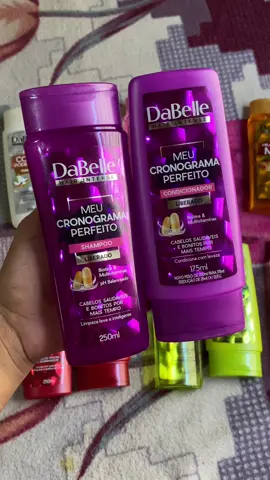 DaBelle
HAIR INTENSE
MEU
CRONOGRAMA
PERFEITO
SHAMPOO
LIBERADO
Biotina &
Multivitaminas
pH Balanceado
CABELOS SAUDÁVEIS
E BONITOS POR
MAIS TEMPO
Limpeza leve e inteligente
250ml
DaBelle
HAIR INTENSE
MEU
CRONOGRAMA
PERFEITO
CONDICIONADOR
LIBERADO
Biotina &
Multivitaminas
CABELOS SAUDÁVEIS
E BONITOS POR
MAIS TEMPO
Condiciona com leveza
175ml